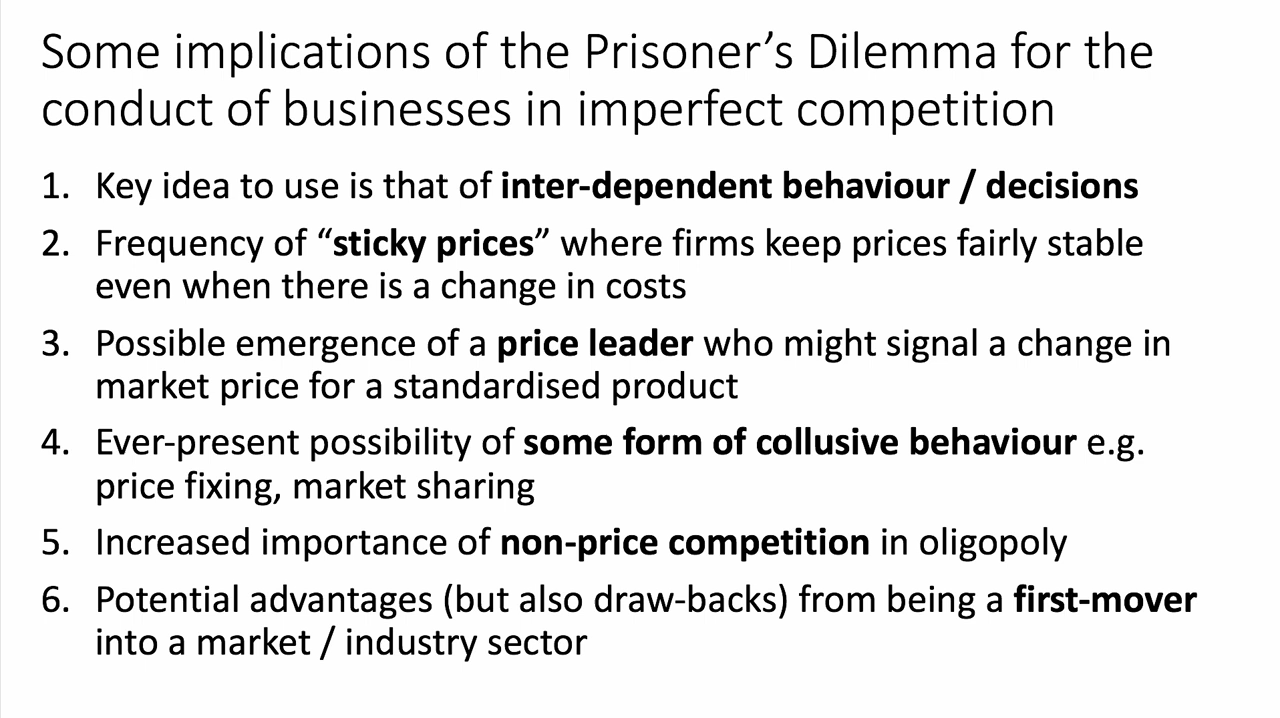 Some implications of the Prisoner’s Dilemma for the
conduct of businesses in imperfect competition
1. Key idea to use is that of inter-dependent behaviour / decisions
2. Frequency of “sticky prices” where firms keep prices fairly stable
even when there is a change in costs
3. Possible emergence of a price leader who might signal a change in
market price for a standardised product
4. Ever-present possibility of some form of collusive behaviour e.g.
price fixing, market sharing
5. Increased importance of non-price competition in oligopoly
6. Potential advantages (but also draw-backs) from being a first-mover
into a market / industry sector